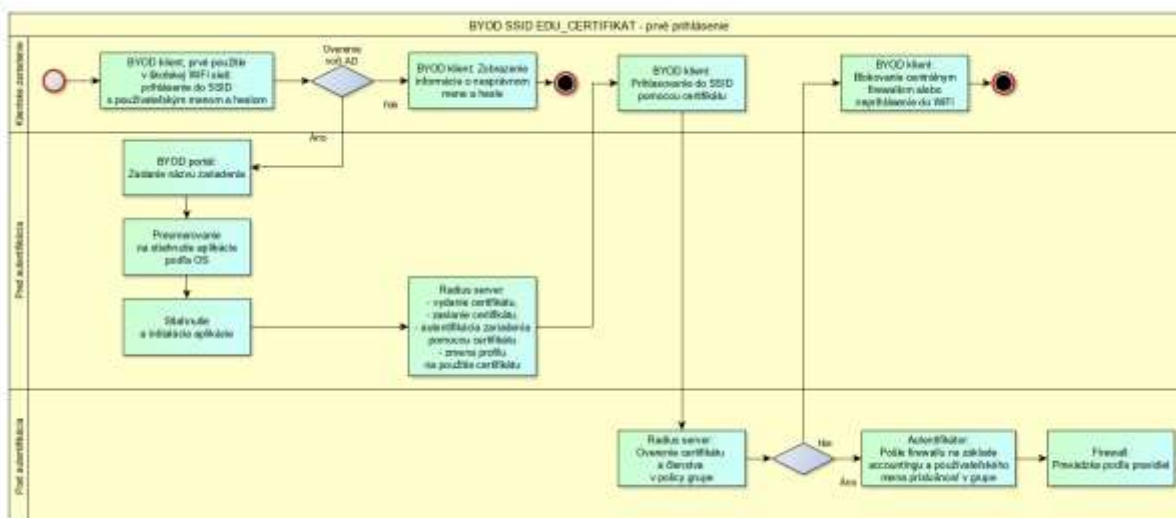 BYOD SSID EDU_CERTIFIKAT - prvé prihlásenie
Klientske zariadenie
BYOD klient, prvé použitie
v školskej WiFi sieti:
prihlásenie do SSID
s používateľským menom a heslom
Overenie
voči AD
Nie
Áno
BYOD klient: Zobrazenie
informácie o nesprávnom
mene a hesle
BYOD klient:
Prihlasovanie do SSID
pomocou certifikátu
BYOD klient:
Blokovanie centrálnym
firewallom alebo
neprihlásenie do WiFi
Pred autentifikácia
BYOD portál:
Zadanie názvu zariadenia
Presmerovanie
na stiahnutie aplikácie
podľa OS
Stiahnutie
a inštalácia aplikácie
Radius server:
- vydanie certifikátu,
- zaslanie certifikátu,
- autentifikácia zariadenia
pomocou certifikátu
- zmena profilu
na použitie certifikátu
Post autentifikácia
Radius server:
Overenie certifikátu
a členstva
v policy grupe
Nie
Áno
Autentifikátor:
Pošle firewallu na základe
accountingu a používateľského
mena príslušnosť v grupe
Firewall
Prevádzka podľa pravidiel